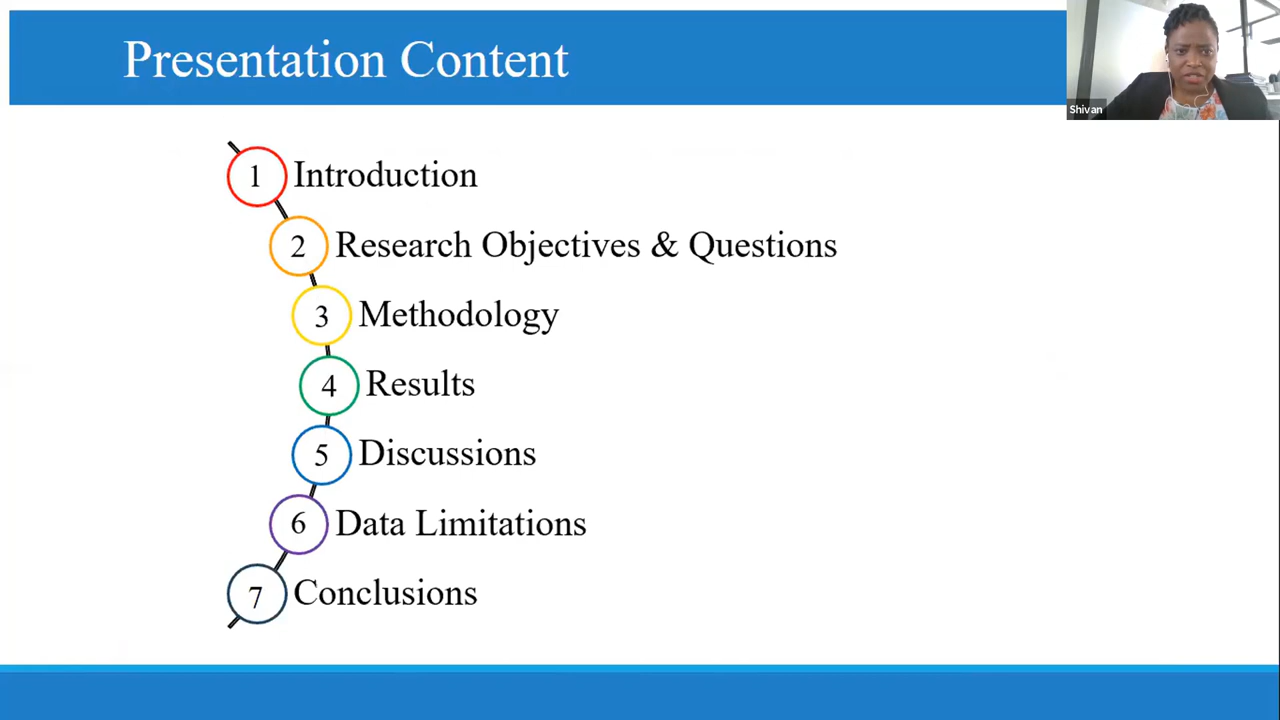 Presentation Content
Shivan
1 Introduction
2 Research Objectives & Questions
3 Methodology
4 Results
5 Discussions
6 Data Limitations
7 Conclusions